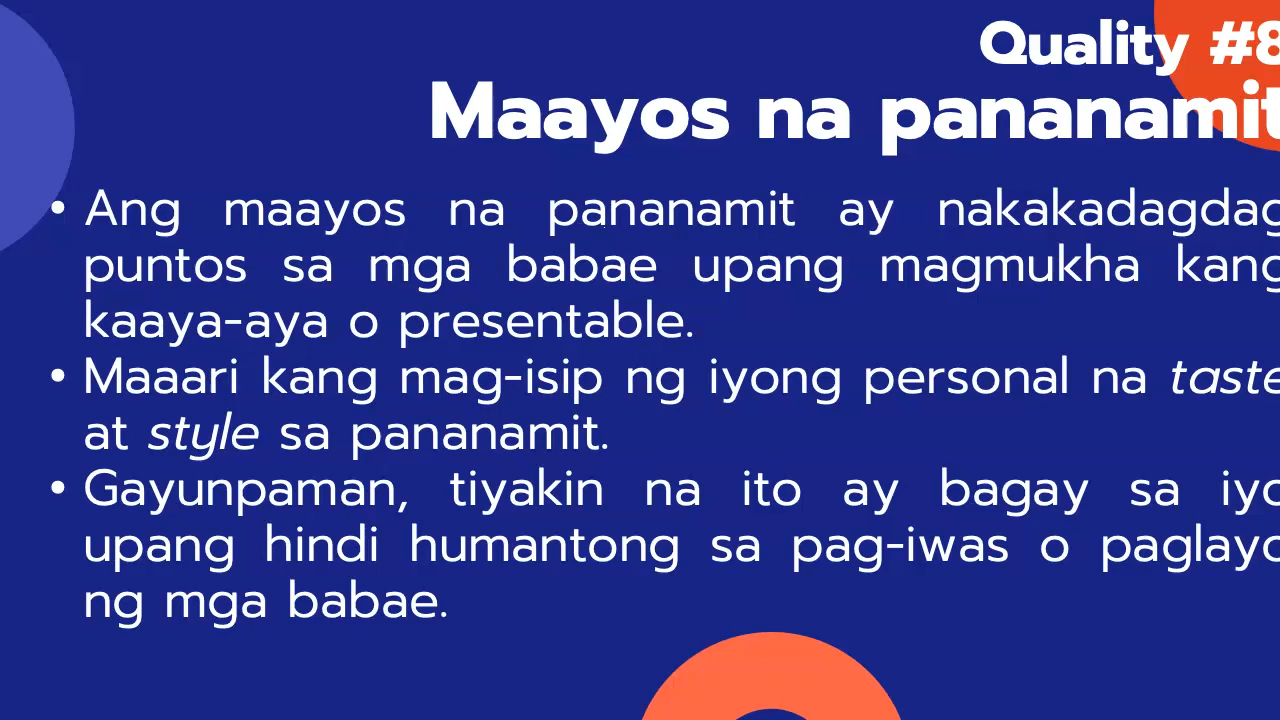 Quality #8
Maayos na pananamit
• Ang maayos na pananamit ay nakakadagdag
puntos sa mga babae upang magmukha kang
kaaya-aya o presentable.
• Maaari kang mag-isip ng iyong personal na taste
at style sa pananamit.
• Gayunpaman, tiyakin na ito ay bagay sa iyo
upang hindi humantong sa pag-iwas o paglayo
ng mga babae.